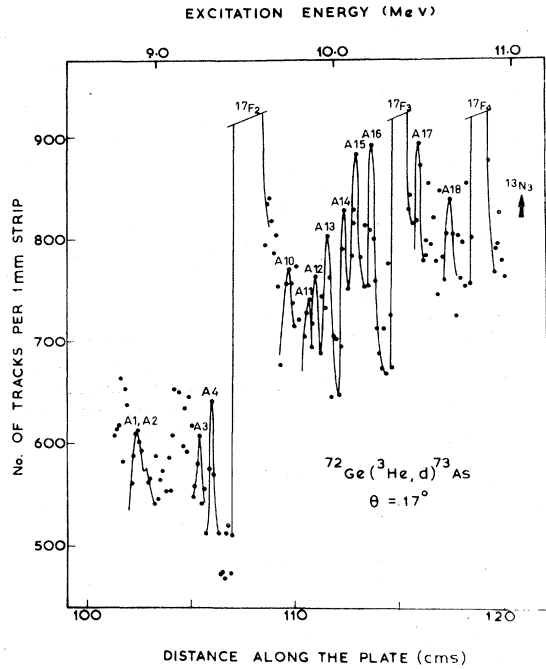 EXCITATION ENERGY (MeV)
9.0 10.0 11.0
17F2 17F3 17F4
900
A15 A16 A17
13N3
A14 A18
800
A13
A10 A12
A11
700
A4
A1, A2 A3
600
72Ge(3He, d)73As
θ = 17°
500
100 110 120
No. OF TRACKS PER 1mm STRIP
DISTANCE ALONG THE PLATE (cms)